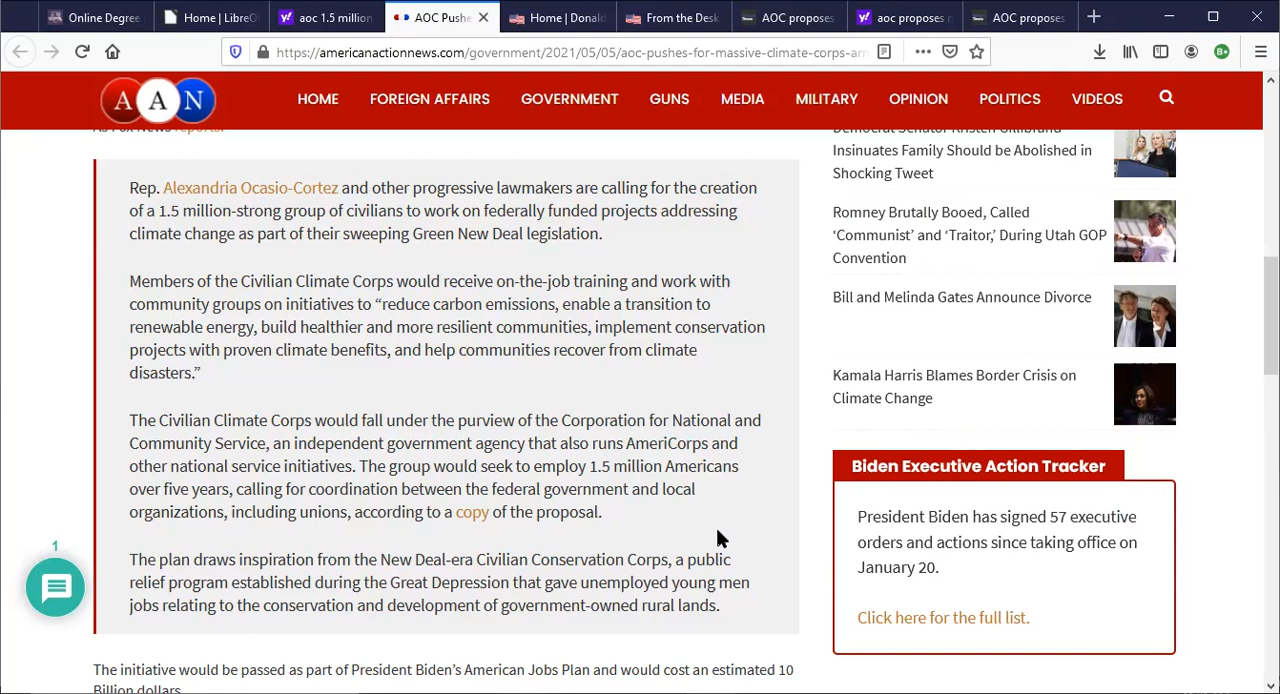 Online Degree
Home | LibreO
aoc 1.5 million
AOC Pushe
Home | Donald
From the Desk
AOC proposes
aoc proposes n
AOC proposes
https://americanactionnews.com/government/2021/05/05/aoc-pushes-for-massive-climate-corps-arm
AAN
HOME
FOREIGN AFFAIRS
GOVERNMENT
GUNS
MEDIA
MILITARY
OPINION
POLITICS
VIDEOS
As Fox News reports:
Rep. Alexandria Ocasio-Cortez and other progressive lawmakers are calling for the creation
of a 1.5 million-strong group of civilians to work on federally funded projects addressing
climate change as part of their sweeping Green New Deal legislation.
Members of the Civilian Climate Corps would receive on-the-job training and work with
community groups on initiatives to “reduce carbon emissions, enable a transition to
renewable energy, build healthier and more resilient communities, implement conservation
projects with proven climate benefits, and help communities recover from climate
disasters.”
The Civilian Climate Corps would fall under the purview of the Corporation for National and
Community Service, an independent government agency that also runs AmeriCorps and
other national service initiatives. The group would seek to employ 1.5 million Americans
over five years, calling for coordination between the federal government and local
organizations, including unions, according to a copy of the proposal.
The plan draws inspiration from the New Deal-era Civilian Conservation Corps, a public
relief program established during the Great Depression that gave unemployed young men
jobs relating to the conservation and development of government-owned rural lands.
The initiative would be passed as part of President Biden’s American Jobs Plan and would cost an estimated 10
Billion dollars
1
Democrat Senator Kristen Gillibrand
Insinuates Family Should be Abolished in
Shocking Tweet
Romney Brutally Booed, Called
‘Communist’ and ‘Traitor,’ During Utah GOP
Convention
Bill and Melinda Gates Announce Divorce
Kamala Harris Blames Border Crisis on
Climate Change
Biden Executive Action Tracker
President Biden has signed 57 executive
orders and actions since taking office on
January 20.
Click here for the full list.